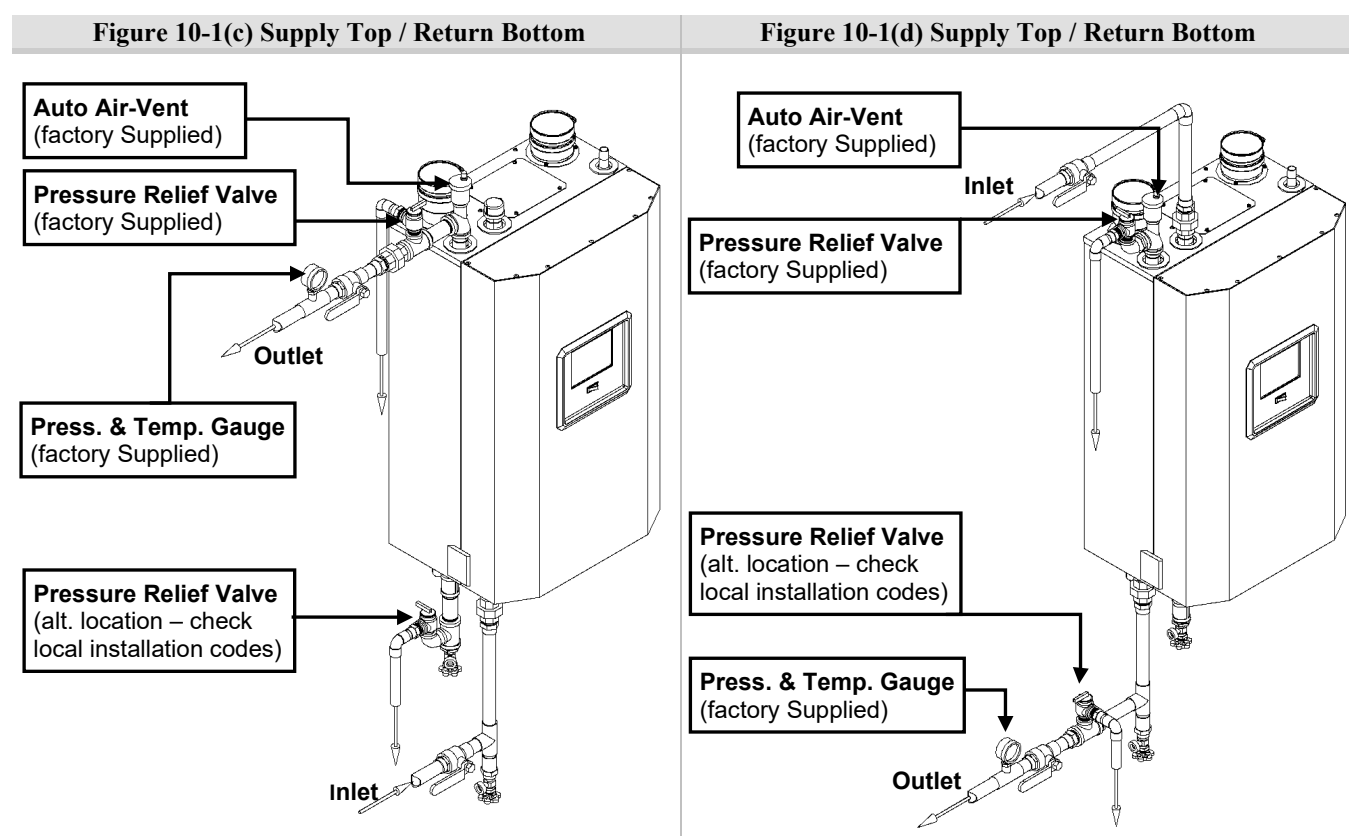 Figure 10-1(c) Supply Top / Return Bottom
Auto Air-Vent
(factory Supplied)
Pressure Relief Valve
(factory Supplied)
Outlet
Press. & Temp. Gauge
(factory Supplied)
Pressure Relief Valve
(alt. location – check
local installation codes)
Inlet
Figure 10-1(d) Supply Top / Return Bottom
Auto Air-Vent
(factory Supplied)
Inlet
Pressure Relief Valve
(factory Supplied)
Pressure Relief Valve
(alt. location – check
local installation codes)
Press. & Temp. Gauge
(factory Supplied)
Outlet